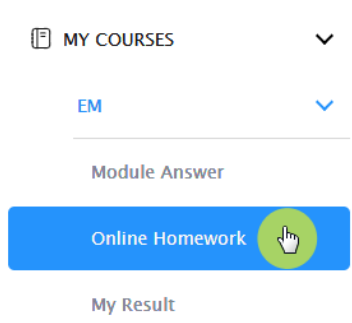 MY COURSES
EM
Module Answer
Online Homework
My Result